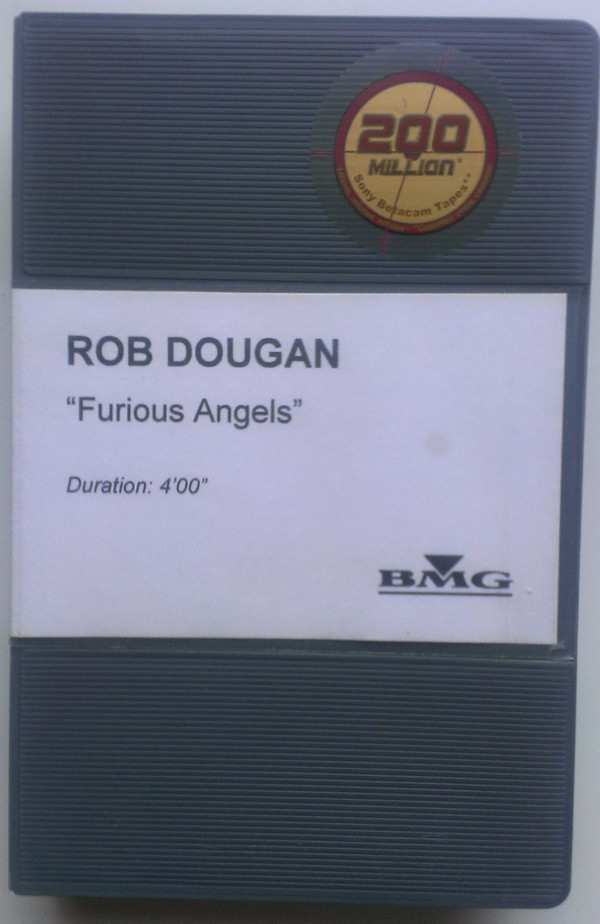 200
MILLION*
Sony Betacam Tapes**
ROB DOUGAN
“Furious Angels”
Duration: 4’00”
BMG